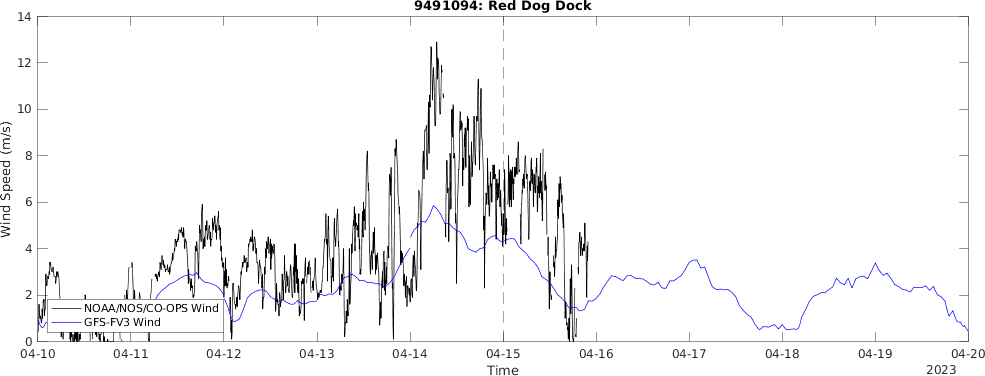 9491094: Red Dog Dock
Wind Speed (m/s)
14
12
10
8
6
4
2
0
NOAA/NOS/CO-OPS Wind
GFS-FV3 Wind
04-10 04-11 04-12 04-13 04-14 04-15 04-16 04-17 04-18 04-19 04-20
Time
2023